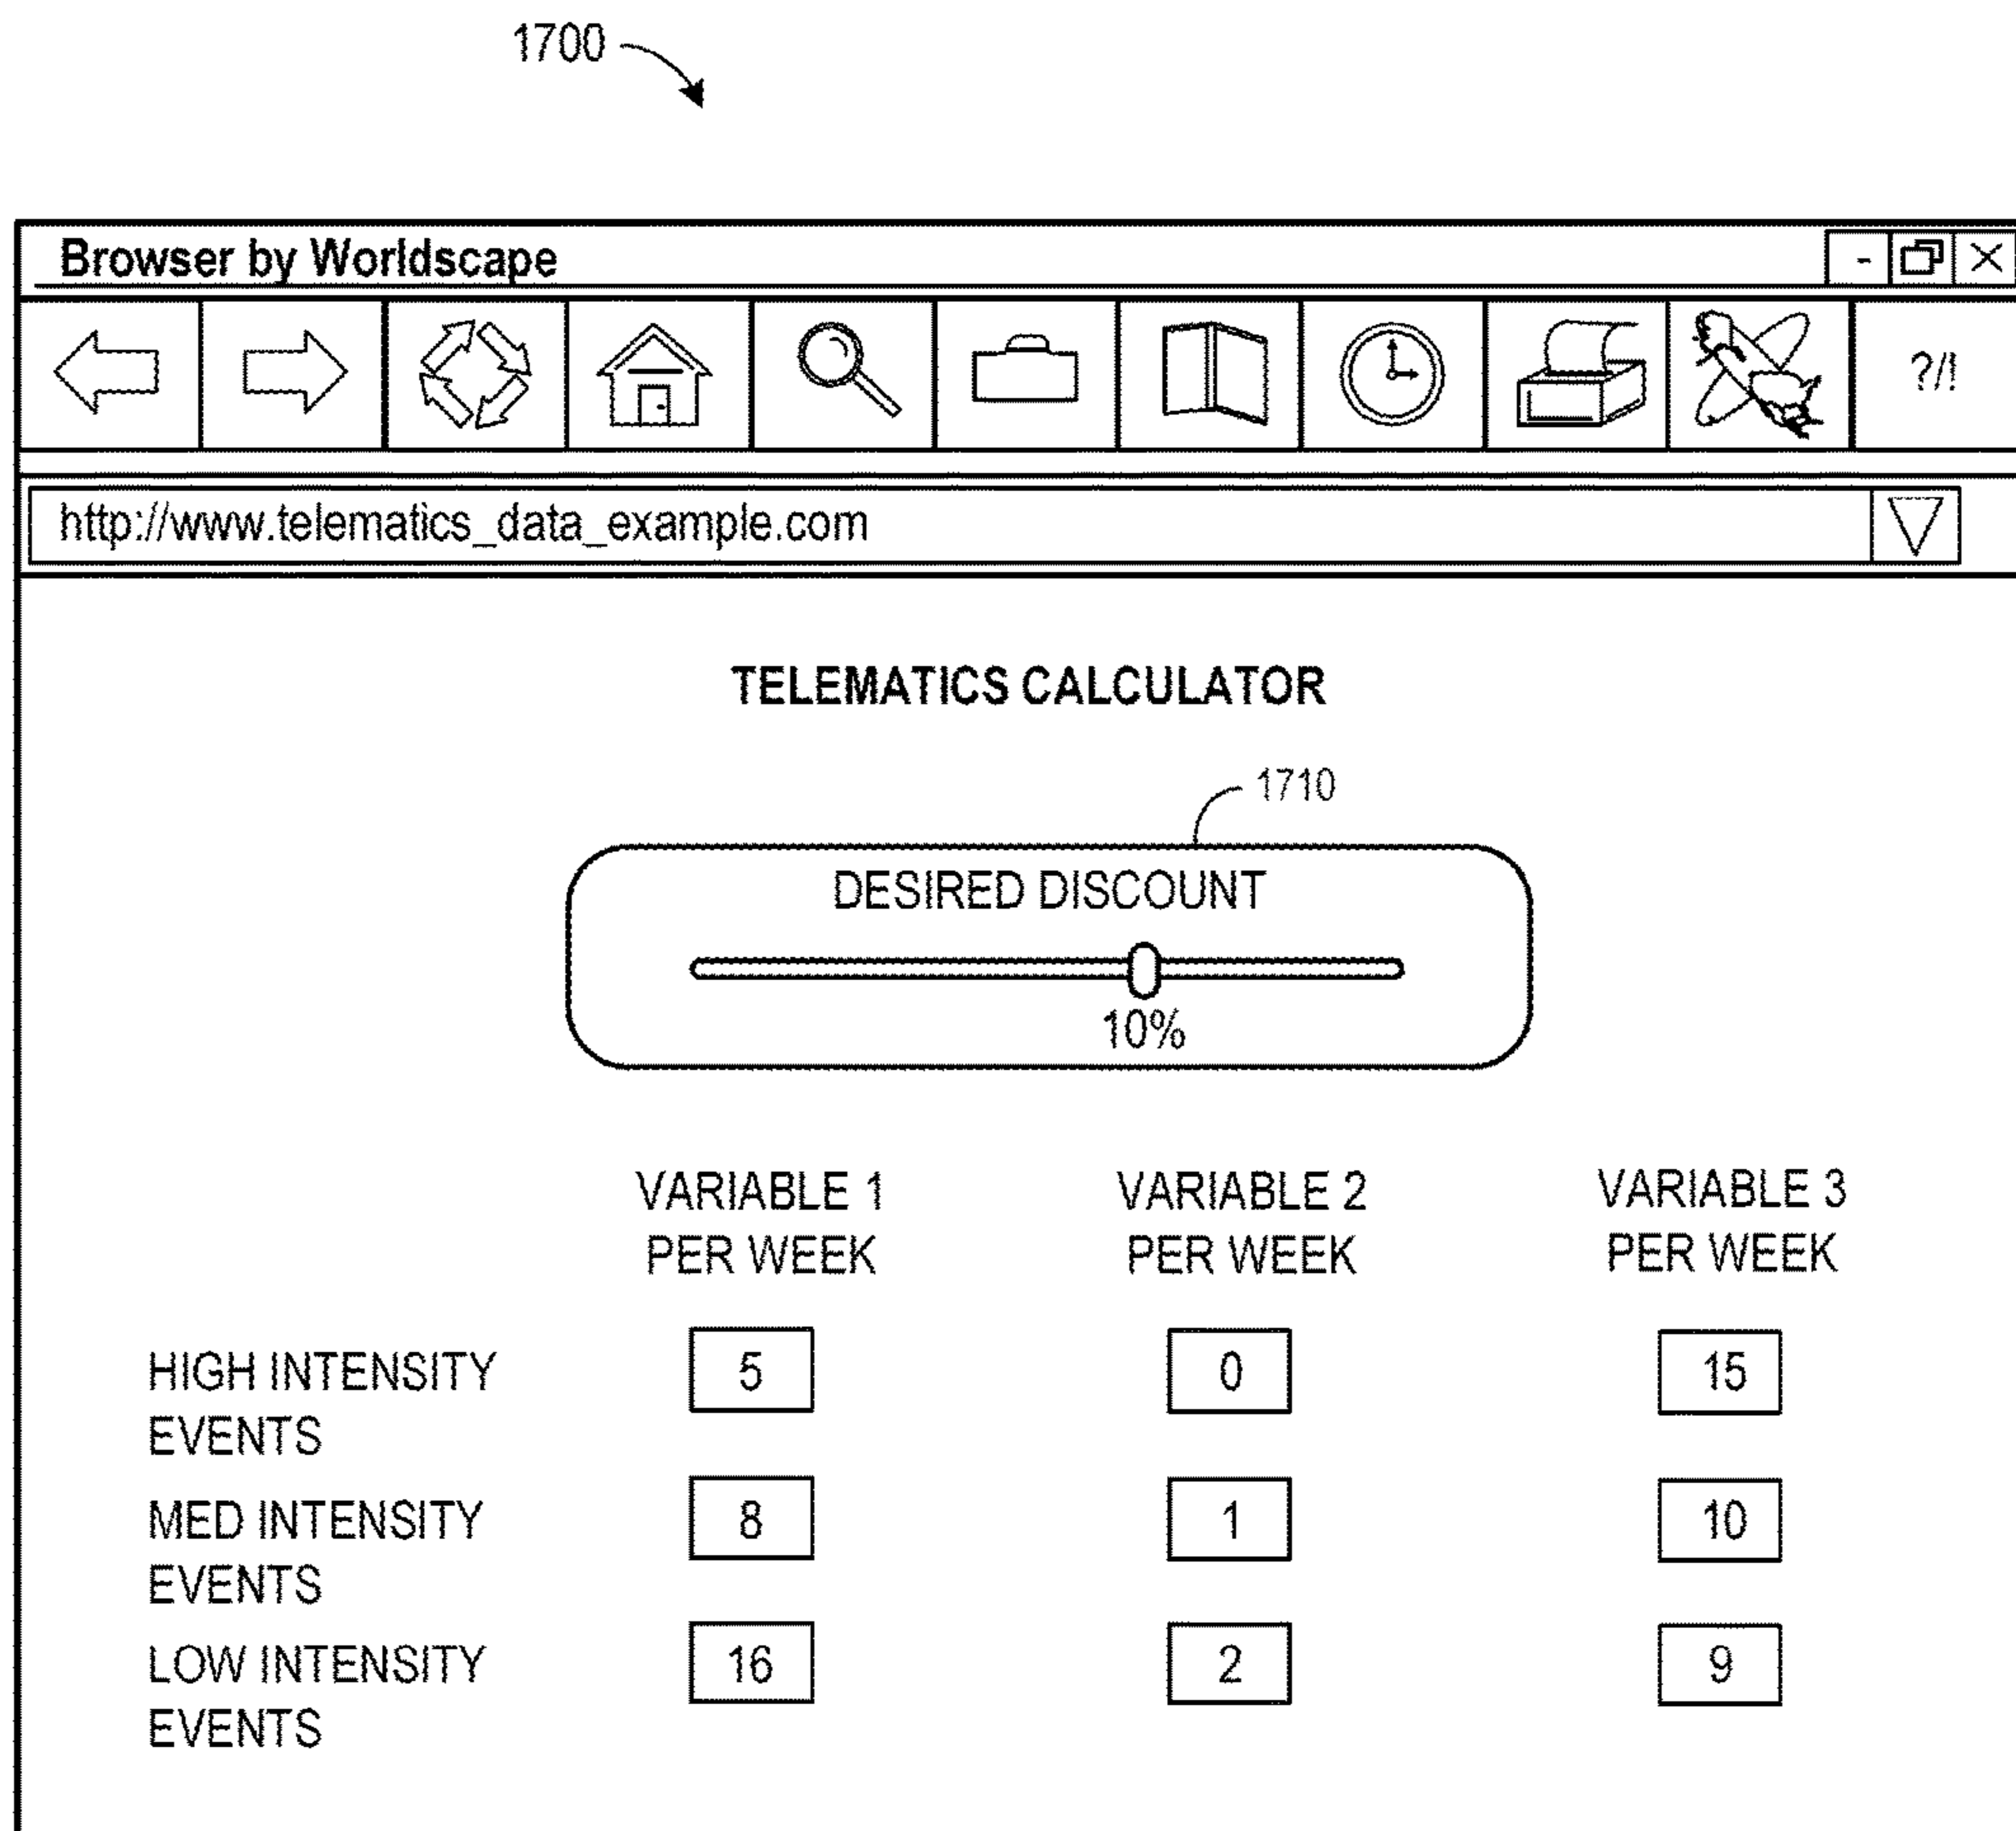 1700
Browser by Worldscape
?/!
http://www.telematics_data_example.com
TELEMATICS CALCULATOR
1710
DESIRED DISCOUNT
10%
VARIABLE 1 VARIABLE 2 VARIABLE 3
PER WEEK PER WEEK PER WEEK
HIGH INTENSITY 5 0 15
EVENTS
MED INTENSITY 8 1 10
EVENTS
LOW INTENSITY 16 2 9
EVENTS